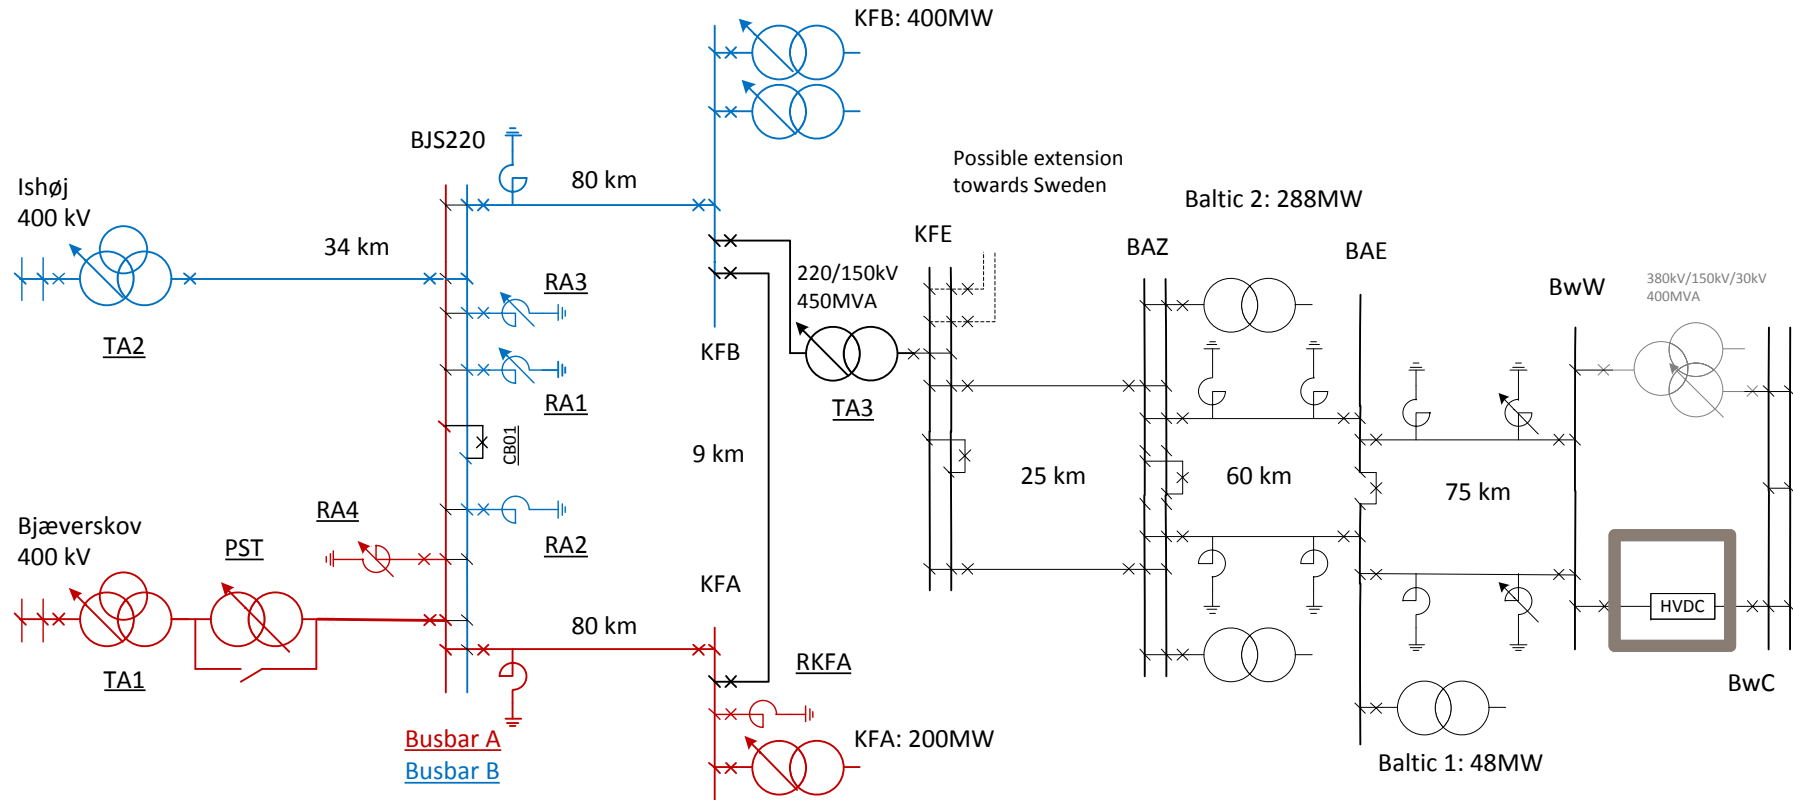 KFB: 400MW
BJS220
80 km
Possible extension
towards Sweden
Ishøj
400 kV
Baltic 2: 288MW
34 km
KFE
BAZ
BAE
RA3
220/150kV
450MVA
BwW
380kV/150kV/30kV
400MVA
TA2
KFB
RA1
TA3
CB01
9 km
25 km
60 km
75 km
RA4
Bjæverskov
400 kV
PST
RA2
KFA
HVDC
80 km
TA1
RKFA
BwC
Busbar A
Busbar B
KFA: 200MW
Baltic 1: 48MW